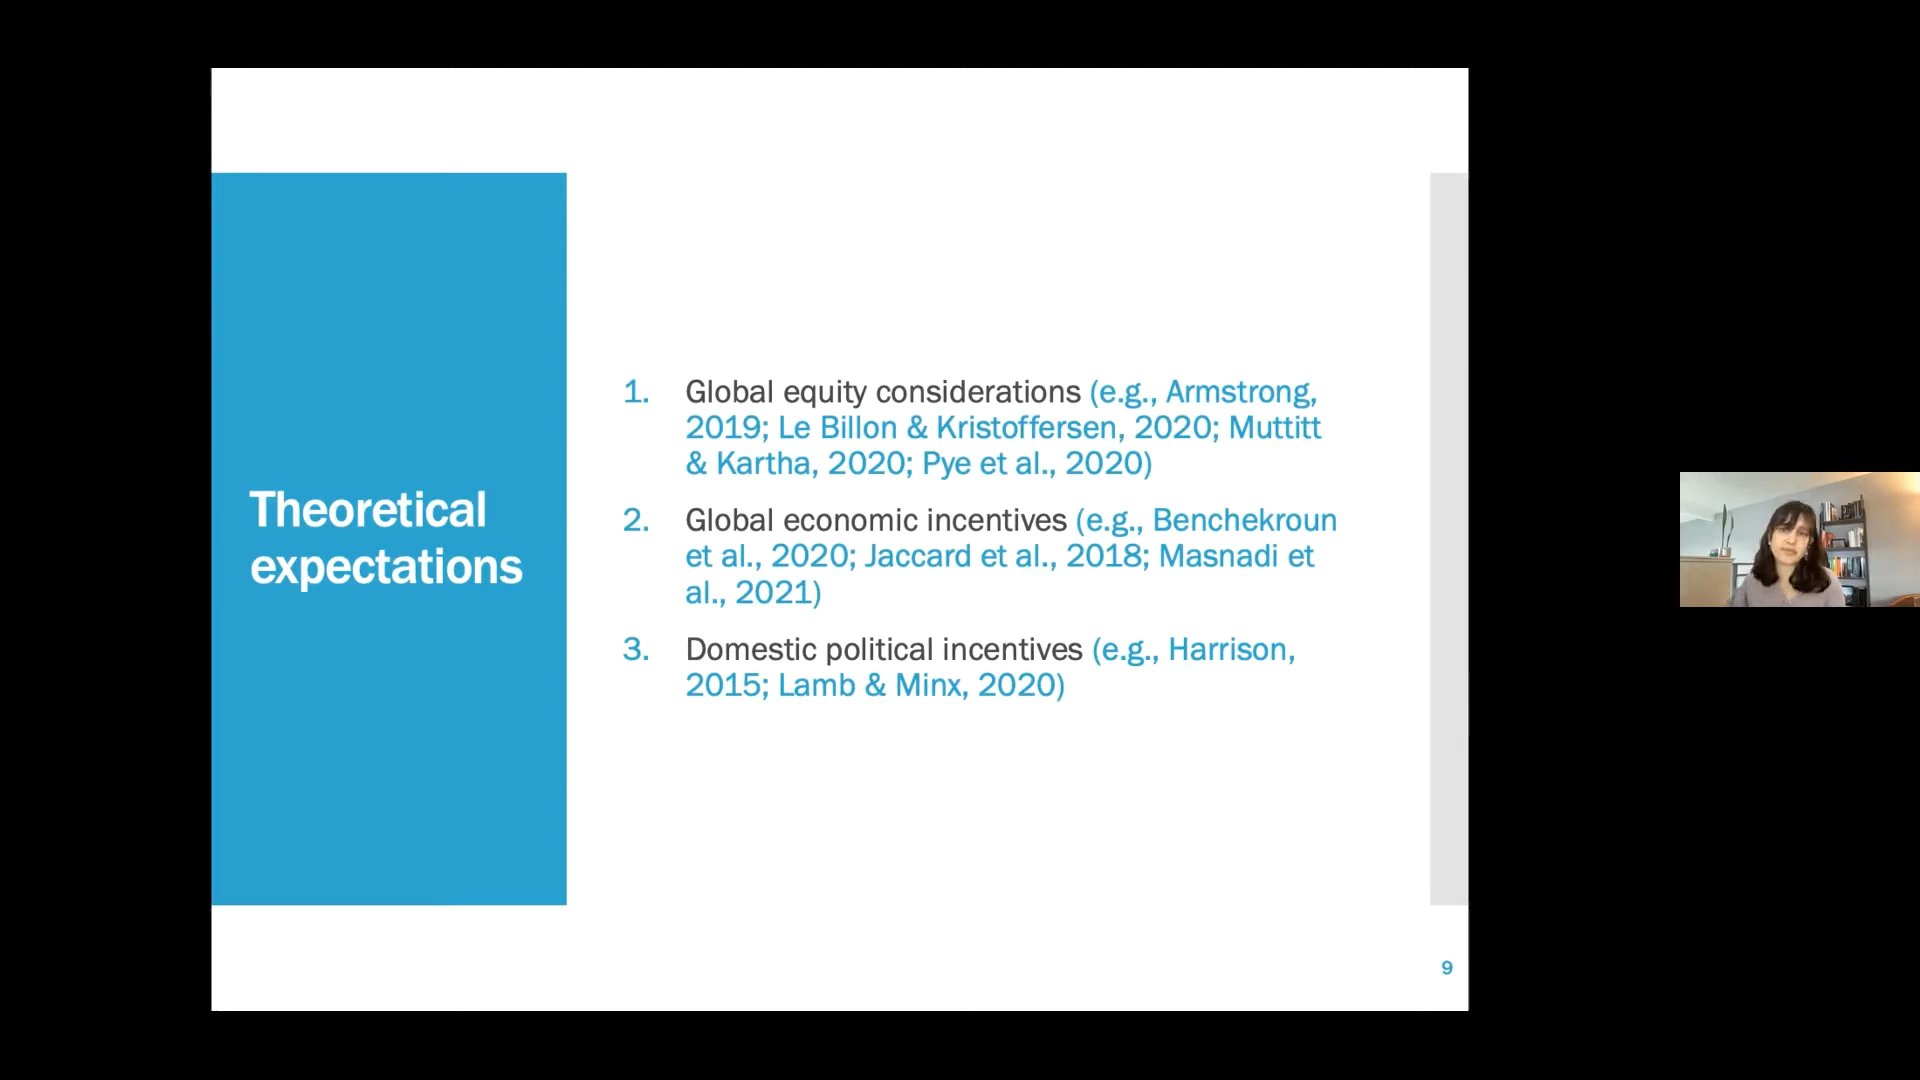 Theoretical
expectations
1. Global equity considerations (e.g., Armstrong,
2019; Le Billon & Kristoffersen, 2020; Muttitt
& Kartha, 2020; Pye et al., 2020)
2. Global economic incentives (e.g., Benchekroun
et al., 2020; Jaccard et al., 2018; Masnadi et
al., 2021)
3. Domestic political incentives (e.g., Harrison,
2015; Lamb & Minx, 2020)
9